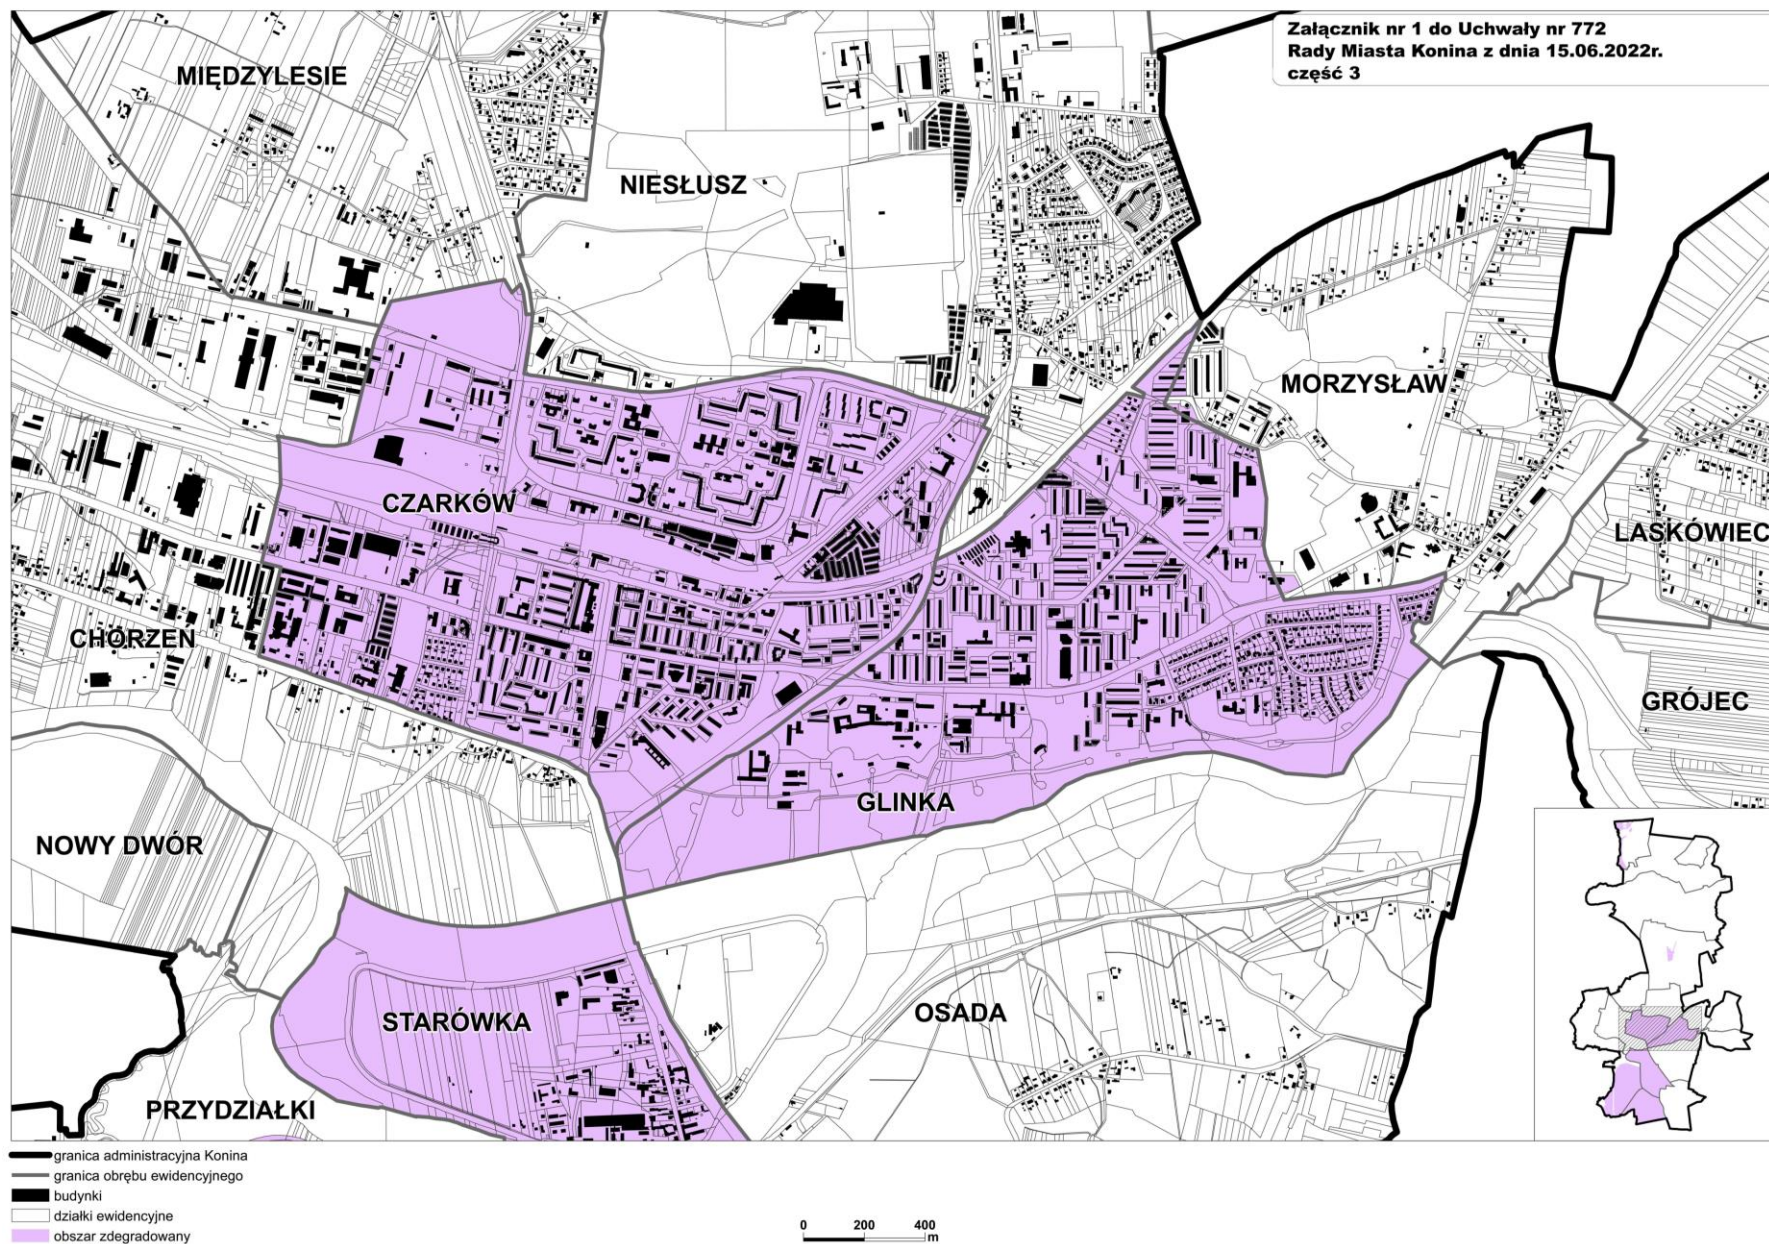 Załącznik nr 1 do Uchwały nr 772
Rady Miasta Konina z dnia 15.06.2022r.
część 3
MIĘDZYLESIE
NIESŁUSZ
MORZYSŁAW
CZARKÓW
LASKÓWIEC
CHORZEŃ
GRÓJEC
GLINKA
NOWY DWÓR
OSADA
STARÓWKA
PRZYDZIAŁKI
granica administracyjna Konina
granica obrębu ewidencyjnego
budynki
działki ewidencyjne
obszar zdegradowany
0 200 400
m